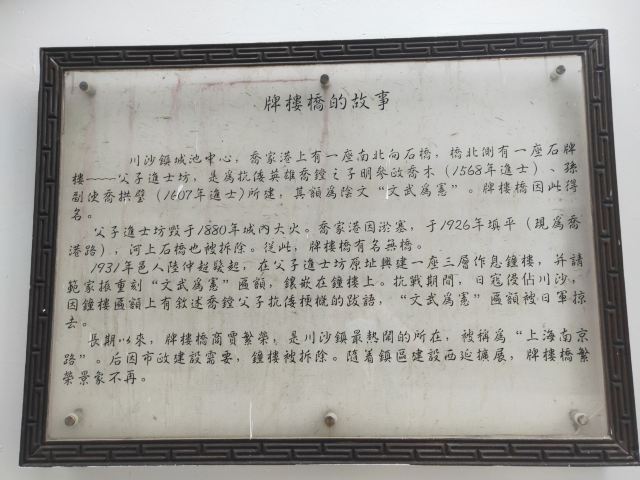 牌樓橋的故事
川沙鎮城池中心，喬家港上有一座南北向石橋，橋北側有一座石牌
樓——父子進士坊，是為抗倭英雄喬鏜之子明參政喬木（1568年進士）、孫
副使喬拱璧（1607年進士）所建，其額為陰文“文武為憲”。牌樓橋因此得
名。
父子進士坊毀于1880年城內大火。喬家港因淤塞，于1926年填平（現為喬
港路），河上石橋也被拆除。從此，牌樓橋有名無橋。
1931年邑人陸仲超發起，在父子進士坊原址興建一座三層作息鐘樓，并請
範家振重刻“文武為憲”匾額，鑲嵌在鐘樓上。抗戰期間，日寇侵佔川沙，
因鐘樓匾額上有敘述喬鏜父子抗倭梗概的跋語，“文武為憲”匾額被日軍掠
去。
長期以來，牌樓橋商賈繁榮，是川沙鎮最熱鬧的所在，被稱為“上海南京
路”。后因市政建設需要，鐘樓被拆除。隨着鎮區建設西延擴展，牌樓橋繁
榮景象不再。